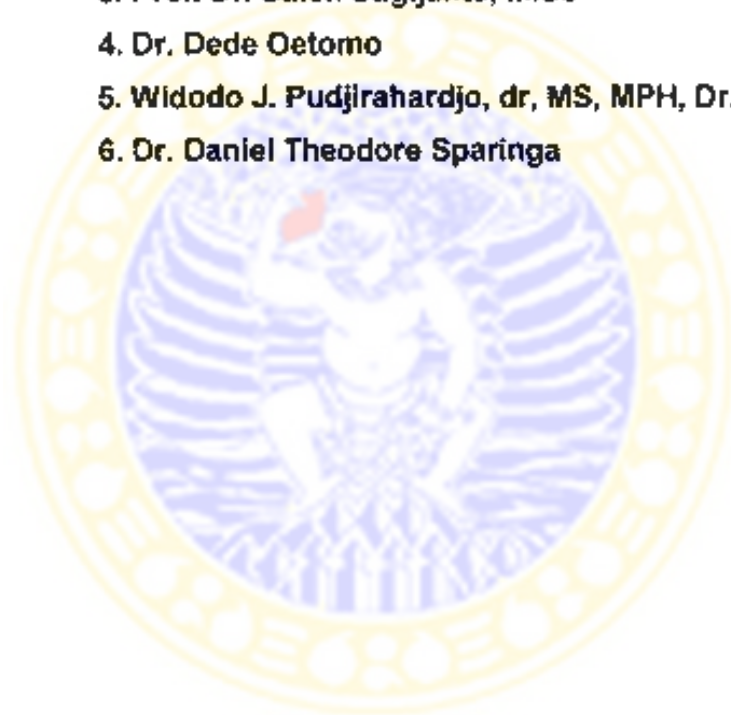 4. Dr. Dede Oetomo
5. Widodo J. Pudjirahardjo, dr, MS, MPH, Dr.
6. Dr. Daniel Theodore Sparinga